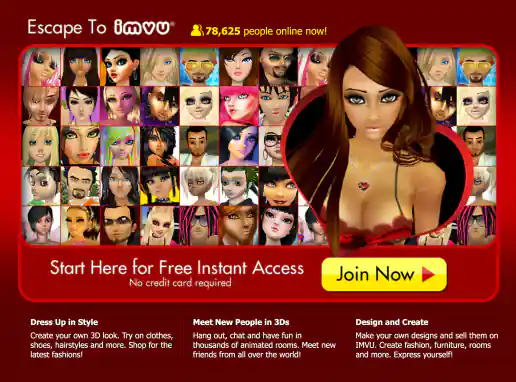 Escape To imvu®
78,625 people online now!
Start Here for Free Instant Access
No credit card required
Join Now
Dress Up in Style
Create your own 3D look. Try on clothes,
shoes, hairstyles and more. Shop for the
latest fashions!
Meet New People in 3Ds
Hang out, chat and have fun in
thousands of animated rooms. Meet new
friends from all over the world!
Design and Create
Make your own designs and sell them on
IMVU. Create fashion, furniture, rooms
and more. Express yourself!